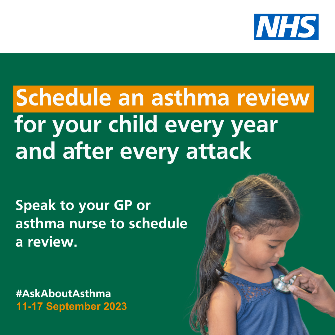 NHS
Schedule an asthma review
for your child every year
and after every attack
Speak to your GP or
asthma nurse to schedule
a review.
#AskAboutAsthma
11-17 September 2023